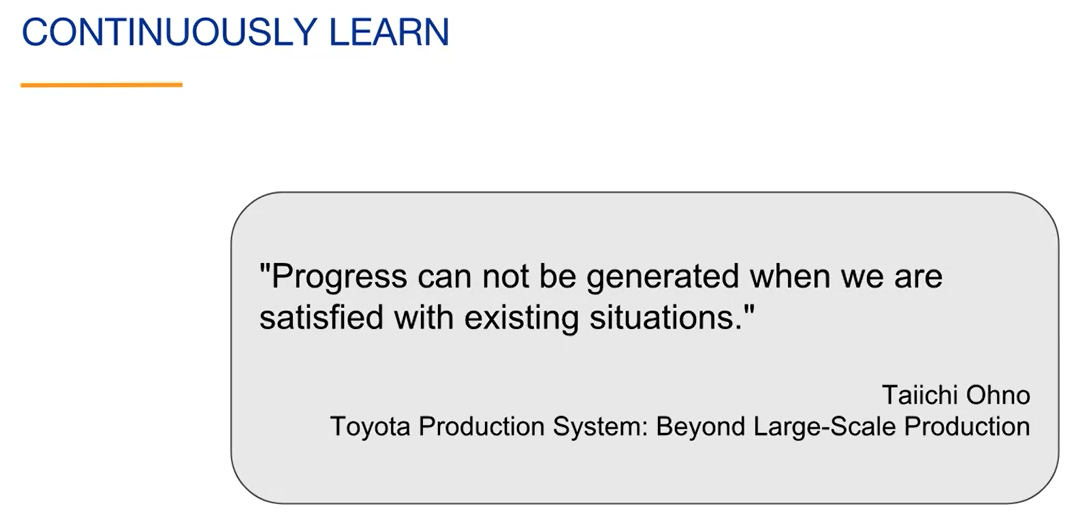 CONTINUOUSLY LEARN
"Progress can not be generated when we are
satisfied with existing situations."
Taiichi Ohno
Toyota Production System: Beyond Large-Scale Production